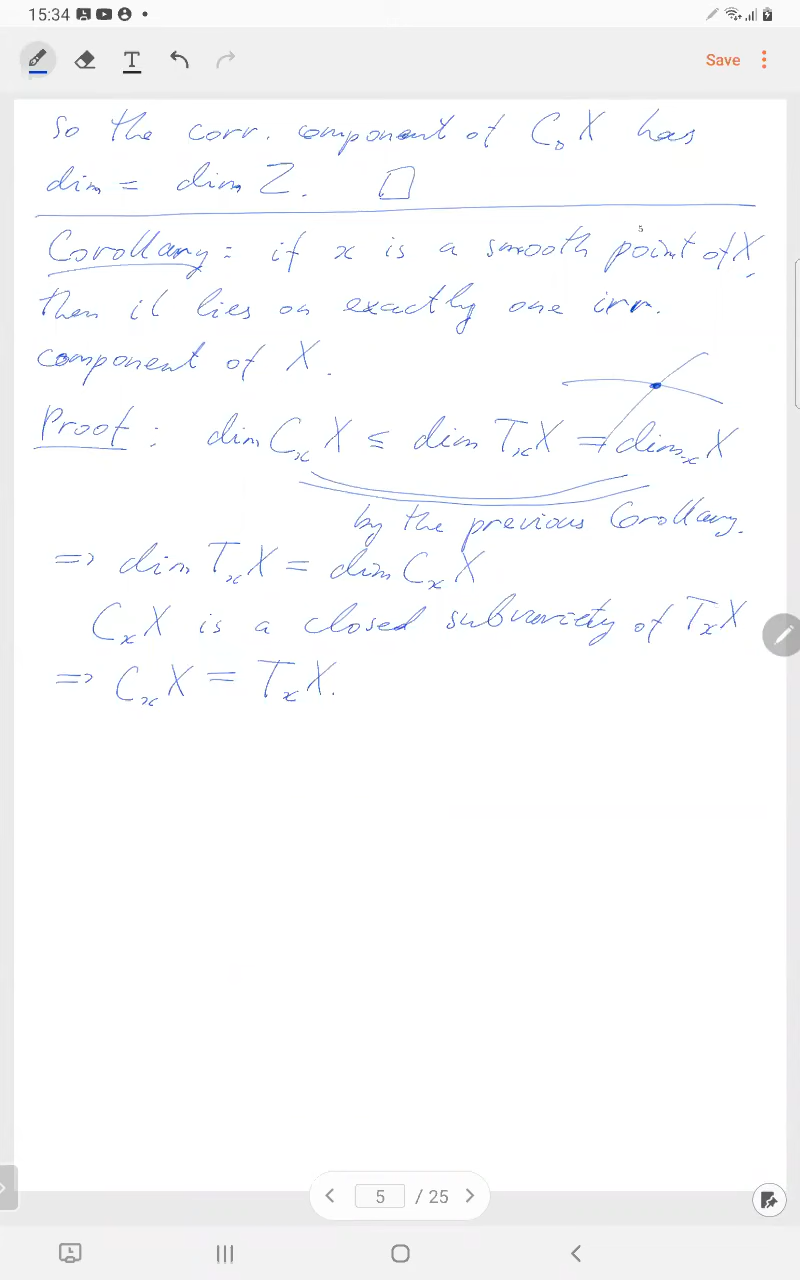 15:34
Save
So the corr. component of C₀X has
dim = dim Z. □
Corollary: if x is a smooth point of X,
then it lies on exactly one irr.
component of X.
Proof: dim CₓX ≤ dim TₓX = dimₓ X
by the previous Corollary.
=> dim TₓX = dim CₓX
CₓX is a closed subvariety of TₓX
=> CₓX = TₓX.
5 / 25